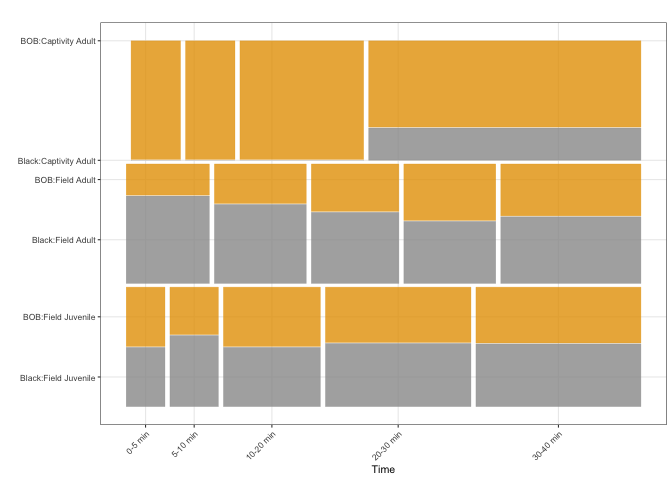 BOB:Captivity Adult
Black:Captivity Adult
BOB:Field Adult
Black:Field Adult
BOB:Field Juvenile
Black:Field Juvenile
0-5 min
5-10 min
10-20 min
20-30 min
30-40 min
Time